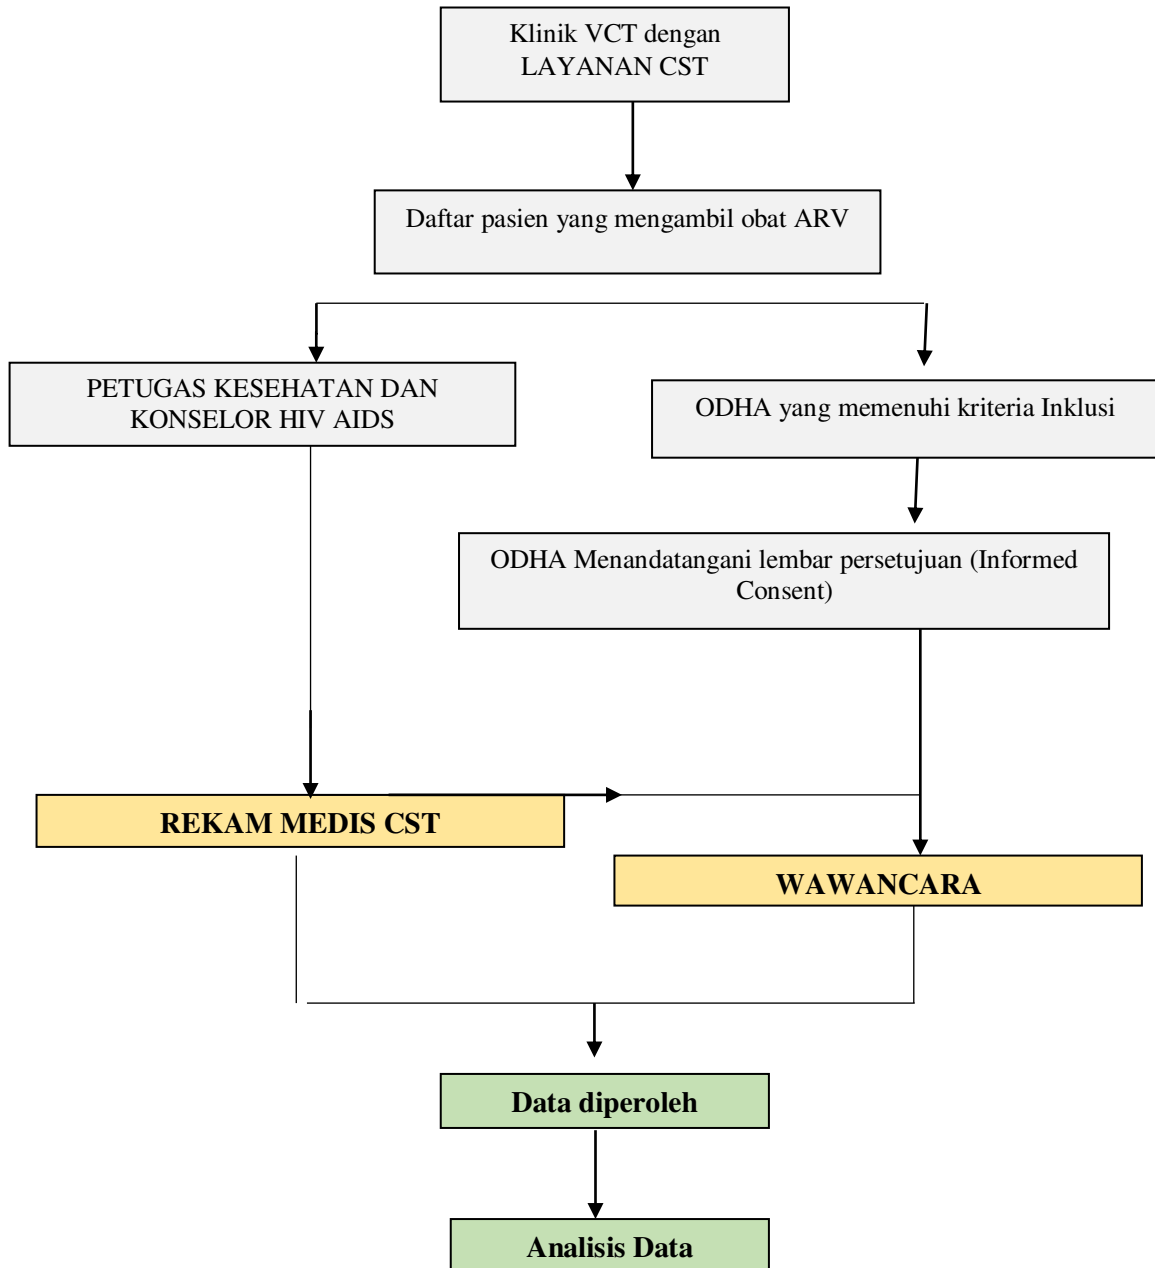 Klinik VCT dengan
LAYANAN CST
Daftar pasien yang mengambil obat ARV
PETUGAS KESEHATAN DAN
KONSELOR HIV AIDS
ODHA yang memenuhi kriteria Inklusi
ODHA Menandatangani lembar persetujuan (Informed
Consent)
REKAM MEDIS CST
WAWANCARA
Data diperoleh
Analisis Data